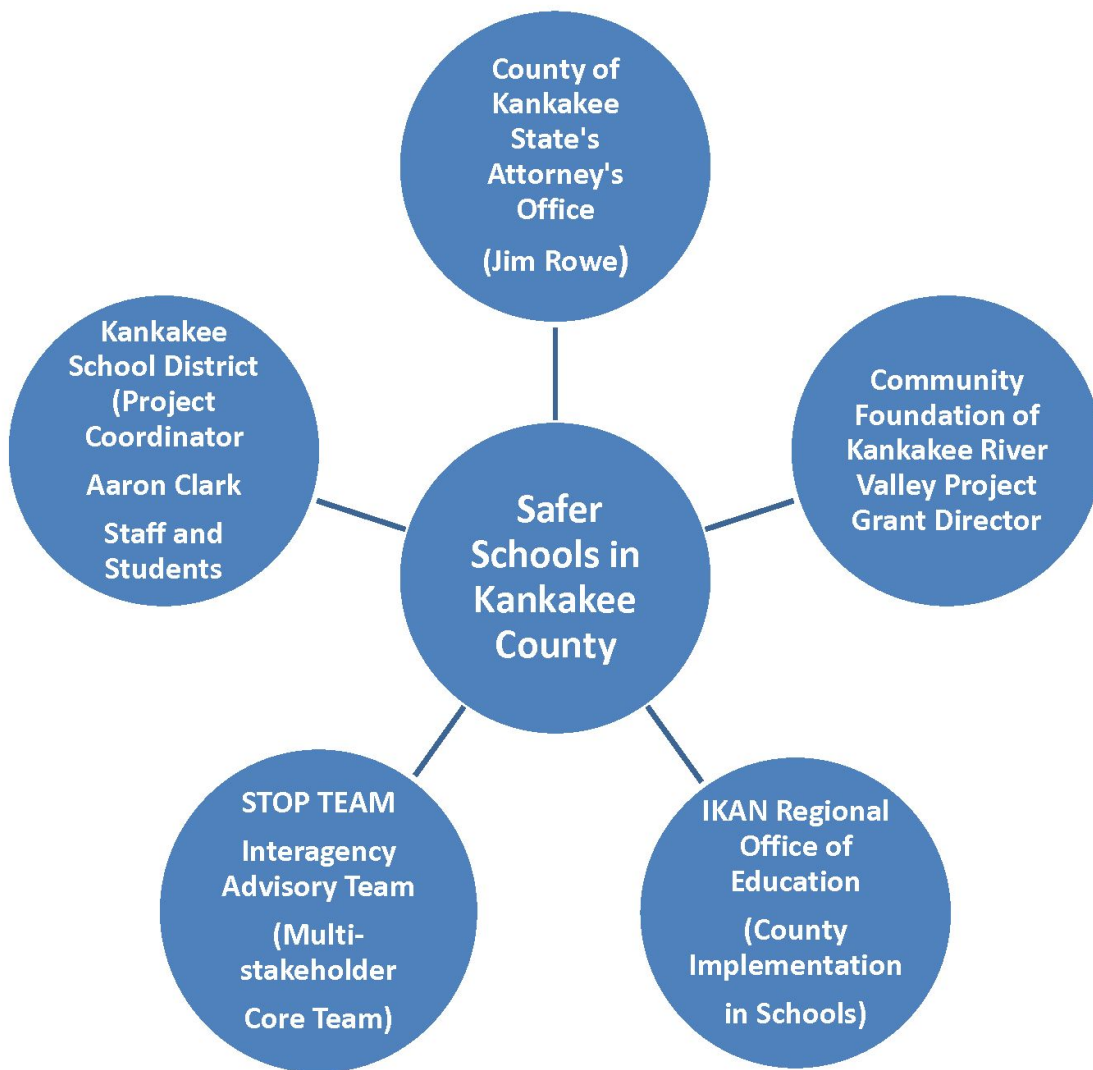 County of
Kankakee
State's
Attorney's
Office
(Jim Rowe)
Kankakee
School District
(Project
Coordinator
Aaron Clark
Staff and
Students
Community
Foundation of
Kankakee River
Valley Project
Grant Director
Safer
Schools in
Kankakee
County
STOP TEAM
Interagency
Advisory Team
(Multi-
stakeholder
Core Team)
IKAN Regional
Office of
Education
(County
Implementation
in Schools)